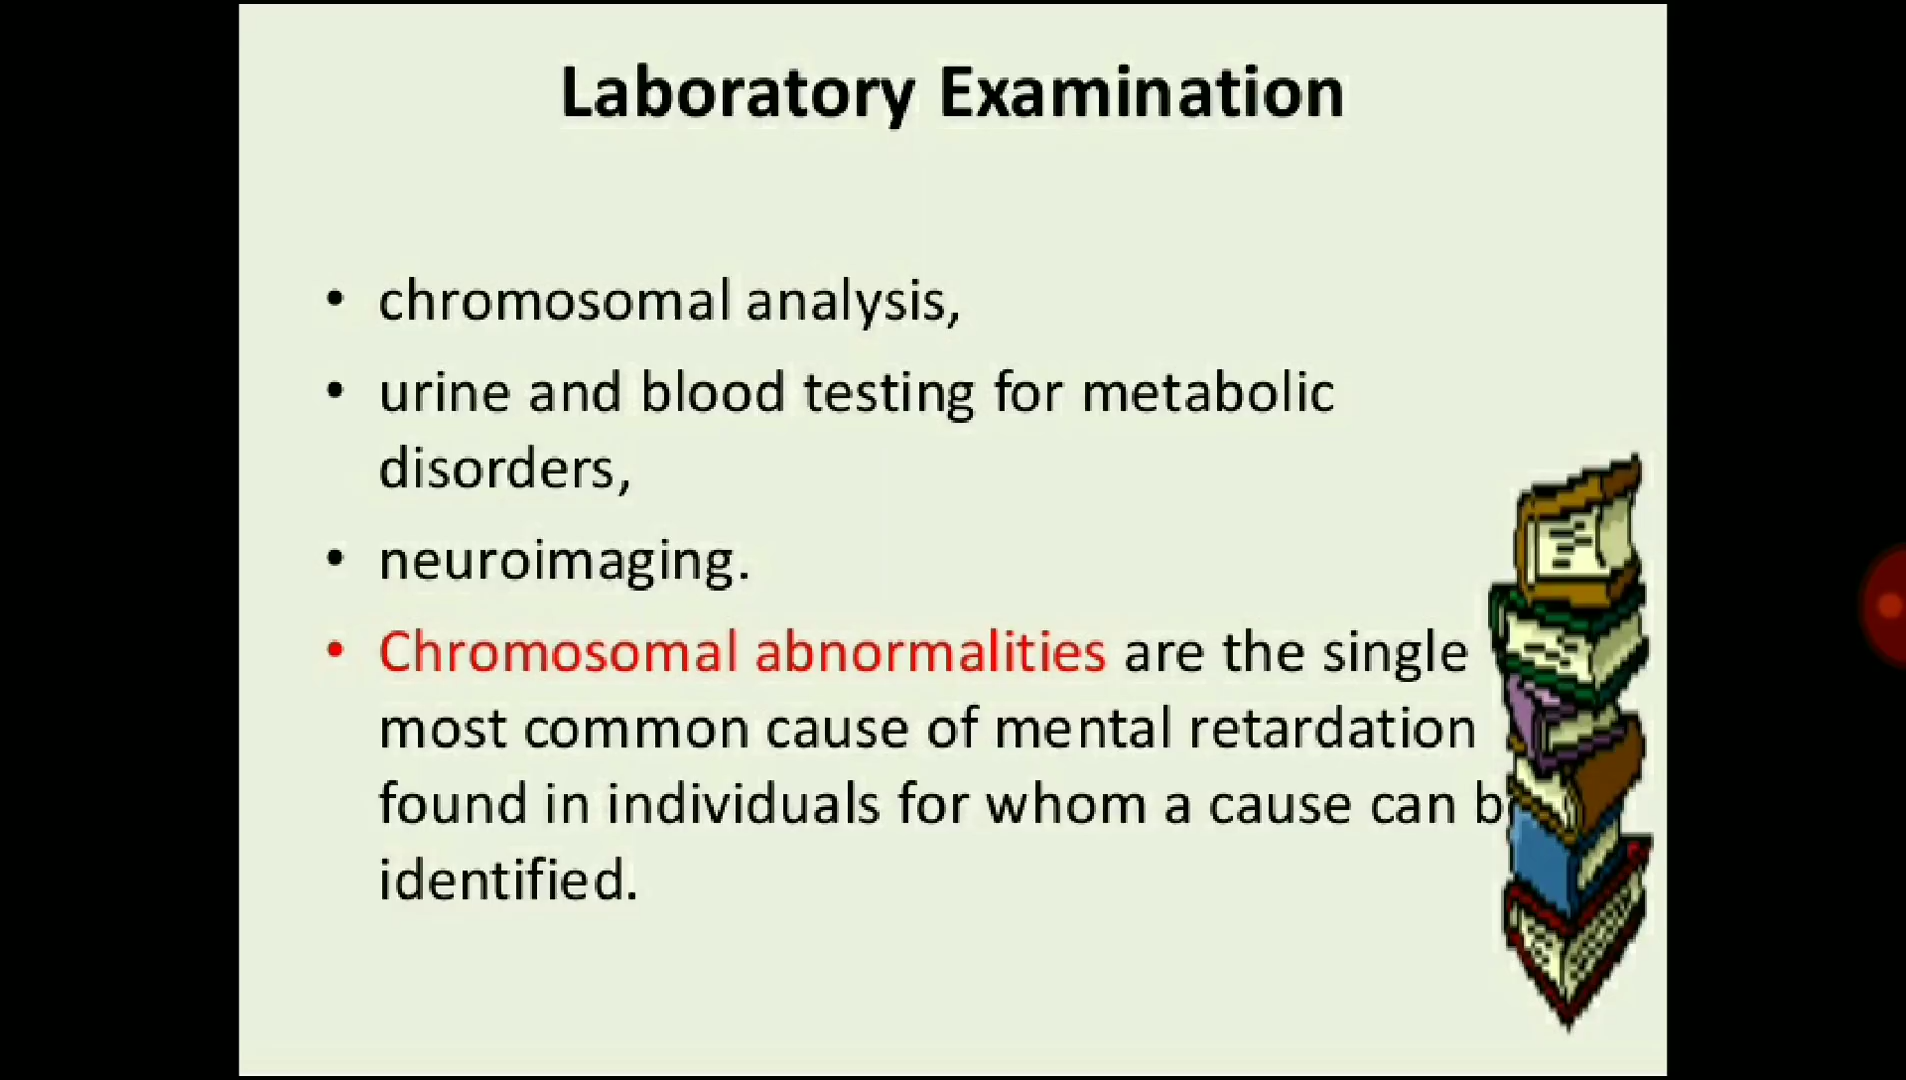 Laboratory Examination
• chromosomal analysis,
• urine and blood testing for metabolic
disorders,
• neuroimaging.
• Chromosomal abnormalities are the single
most common cause of mental retardation
found in individuals for whom a cause can b
identified.